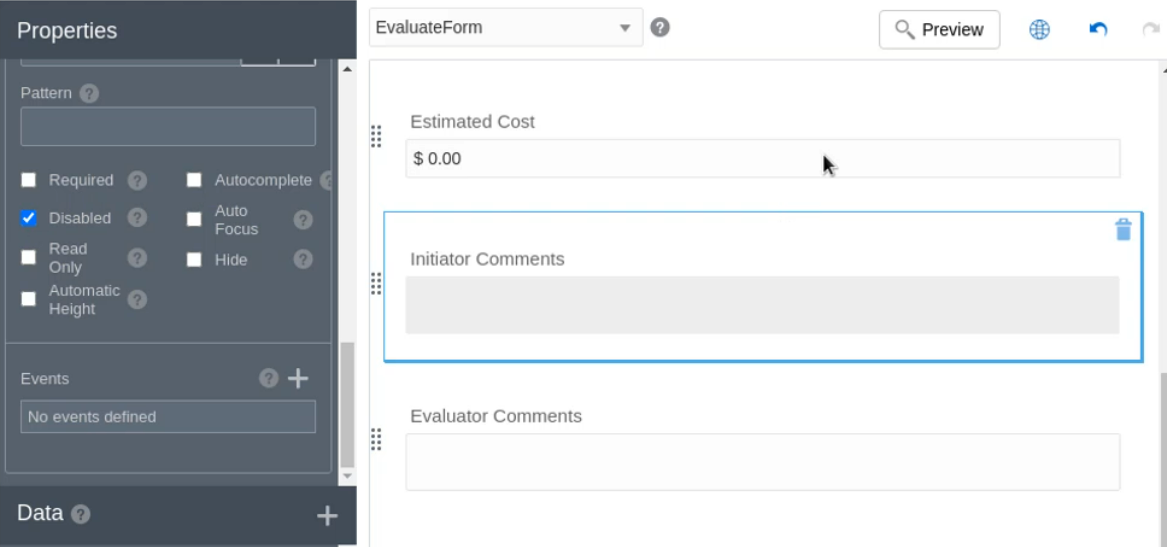 Properties
Pattern ?
Required ?
Autocomplete ?
Disabled ?
Auto
Focus ?
Read
Only ?
Hide ?
Automatic
Height ?
Events ?
No events defined
Data ?
EvaluateForm ?
Preview
Estimated Cost
$ 0.00
Initiator Comments
Evaluator Comments